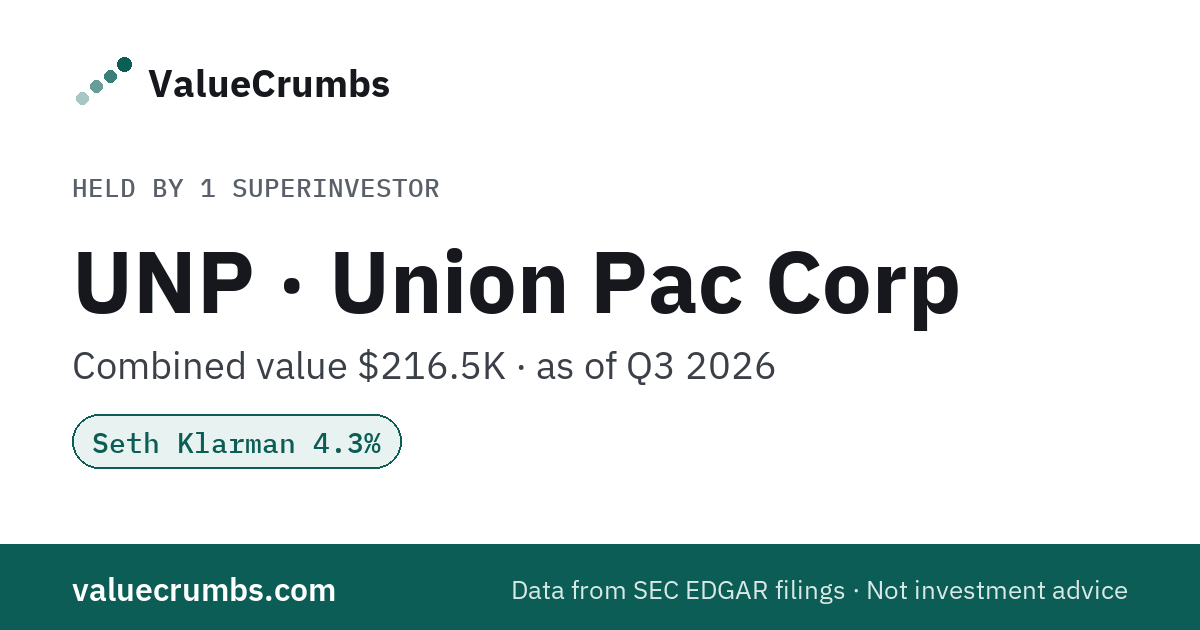 ValueCrumbs
HELD BY 1 SUPERINVESTOR
UNP · Union Pac Corp
Combined value $216.5K · as of Q3 2026
Seth Klarman 4.3%
valuecrumbs.com
Data from SEC EDGAR filings · Not investment advice